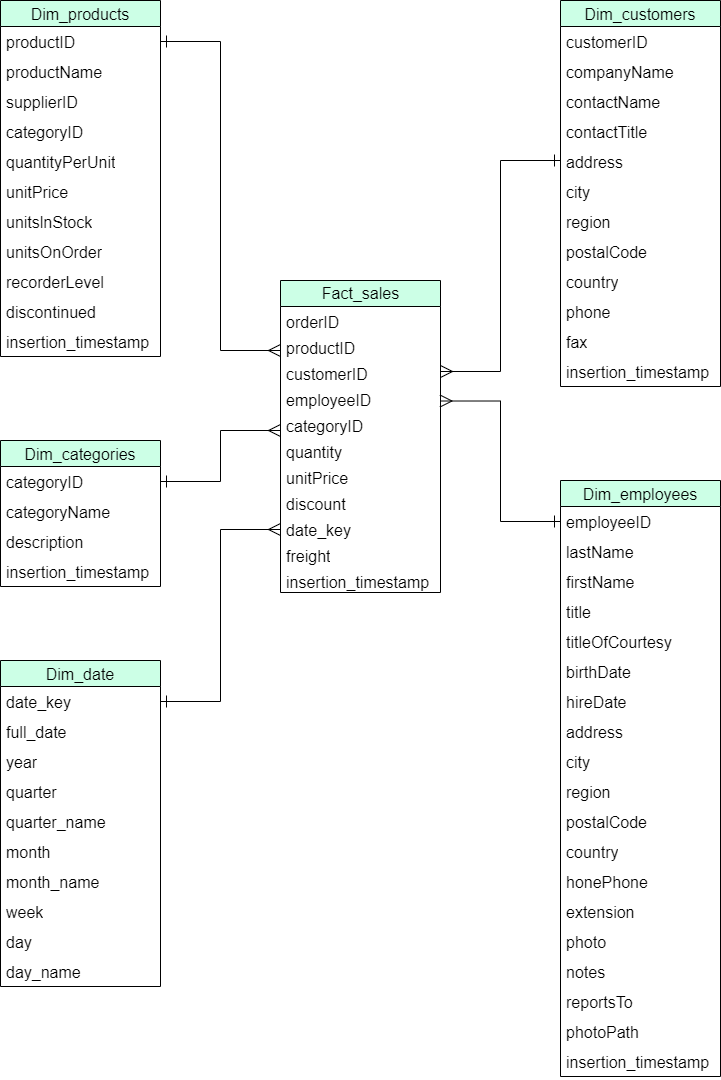 Dim_products
productID
productName
supplierID
categoryID
quantityPerUnit
unitPrice
unitsInStock
unitsOnOrder
recorderLevel
discontinued
insertion_timestamp
Dim_categories
categoryID
categoryName
description
insertion_timestamp
Dim_date
date_key
full_date
year
quarter
quarter_name
month
month_name
week
day
day_name
Fact_sales
orderID
productID
customerID
employeeID
categoryID
quantity
unitPrice
discount
date_key
freight
insertion_timestamp
Dim_customers
customerID
companyName
contactName
contactTitle
address
city
region
postalCode
country
phone
fax
insertion_timestamp
Dim_employees
employeeID
lastName
firstName
title
titleOfCourtesy
birthDate
hireDate
address
city
region
postalCode
country
honePhone
extension
photo
notes
reportsTo
photoPath
insertion_timestamp